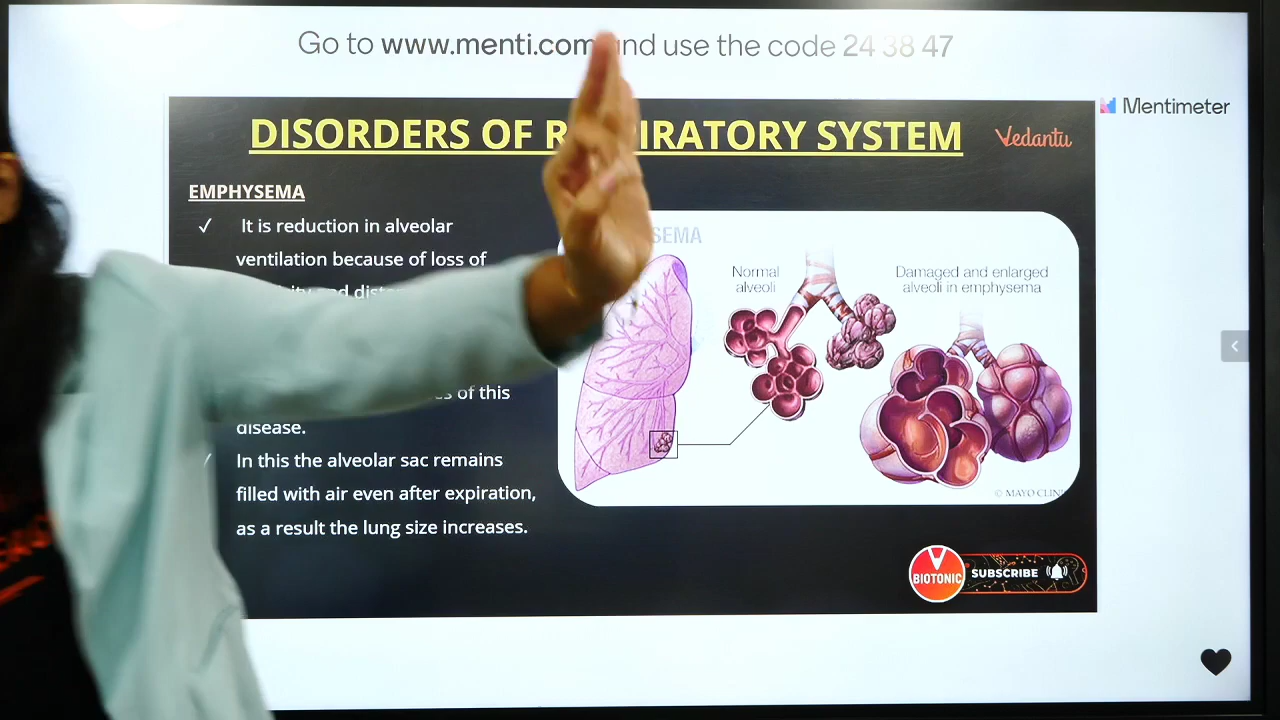 Go to www.menti.com and use the code 24 38 47
Mentimeter
DISORDERS OF SYSTEM
Vedantu
EMPHYSEMA
✓ It is reduction in alveolar
ventilation because of loss of
and
of this
disease.
✓ In this the alveolar sac remains
filled with air even after expiration,
as a result the lung size increases.
Normal
alveoli
Damaged and enlarged
alveoli in emphysema
© MAYO CLIN
BIOTONIC
SUBSCRIBE